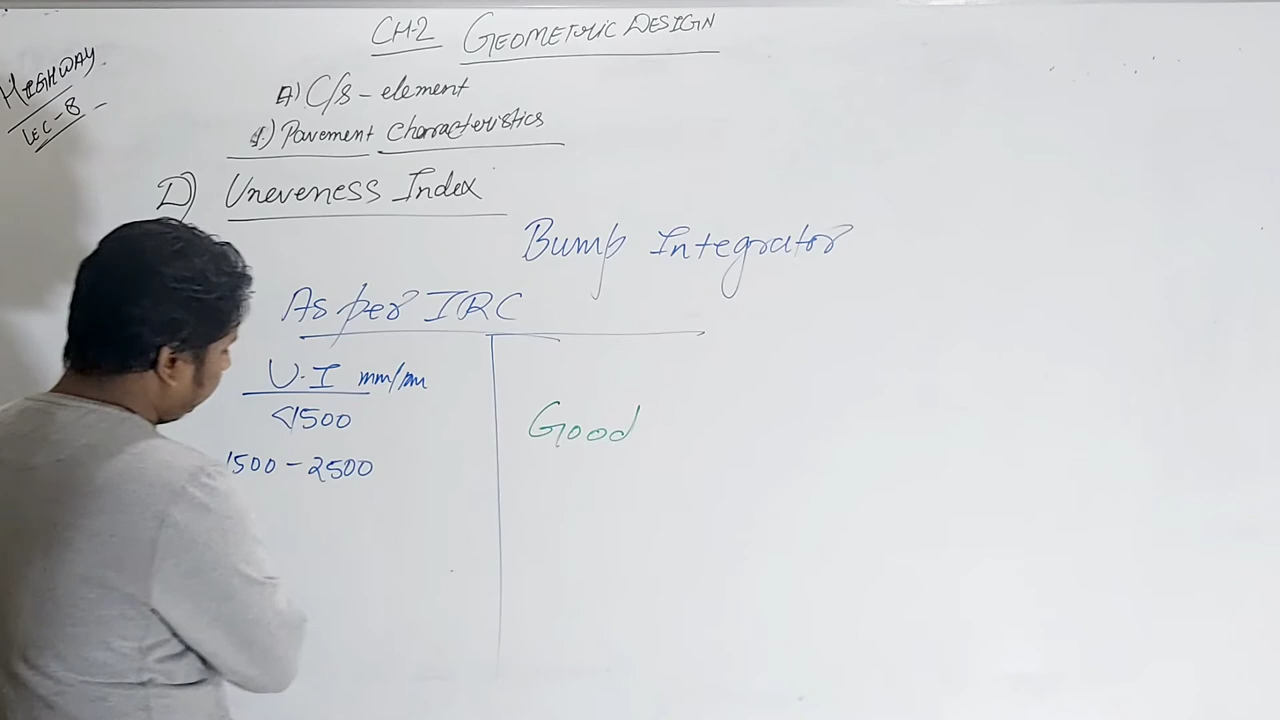 HIGHWAY
LEC-8
CH-2 GEOMETRIC DESIGN
A) C/s - element
1.) Pavement Characteristics
D) Uneveness Index
Bump Integrator
As per IRC
U.I mm/km
<1500
Good
1500 - 2500